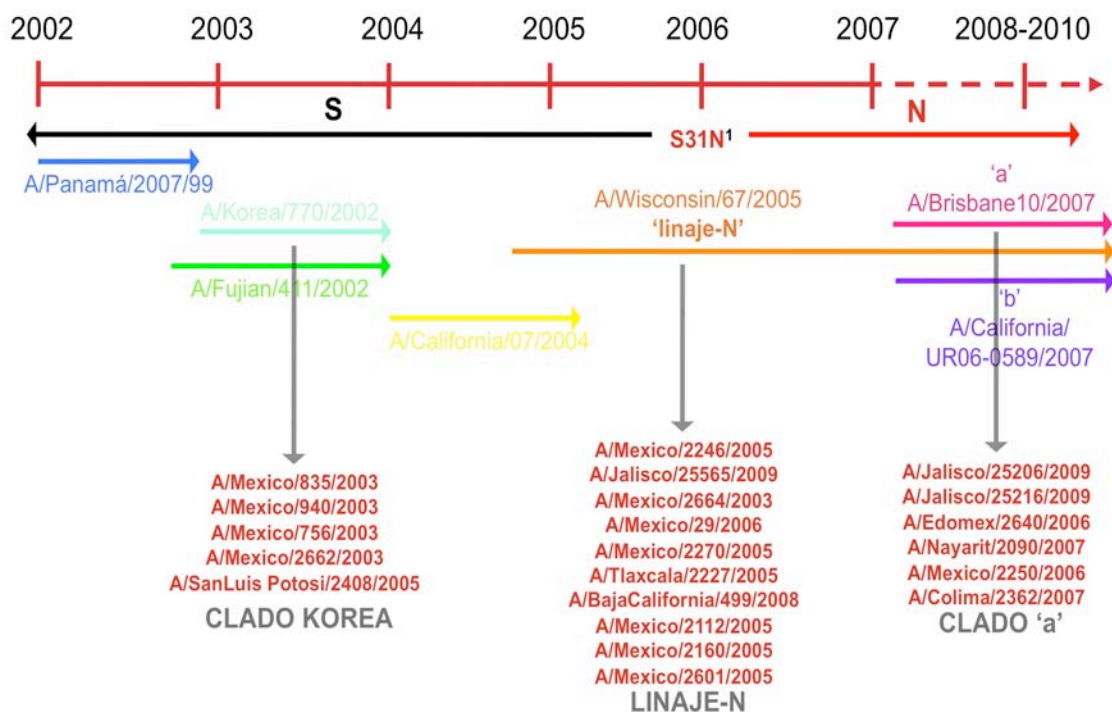 2002 2003 2004 2005 2006 2007 2008-2010
S
N
S31N¹
A/Panamá/2007/99
A/Korea/770/2002
A/Fujian/411/2002
A/California/07/2004
A/Wisconsin/67/2005
'linaje-N'
'a'
A/Brisbane10/2007
'b'
A/California/
UR06-0589/2007
A/Mexico/835/2003
A/Mexico/940/2003
A/Mexico/756/2003
A/Mexico/2662/2003
A/SanLuis Potosi/2408/2005
CLADO KOREA
A/Mexico/2246/2005
A/Jalisco/25565/2009
A/Mexico/2664/2003
A/Mexico/29/2006
A/Mexico/2270/2005
A/Tlaxcala/2227/2005
A/BajaCalifornia/499/2008
A/Mexico/2112/2005
A/Mexico/2160/2005
A/Mexico/2601/2005
LINAJE-N
A/Jalisco/25206/2009
A/Jalisco/25216/2009
A/Edomex/2640/2006
A/Nayarit/2090/2007
A/Mexico/2250/2006
A/Colima/2362/2007
CLADO 'a'